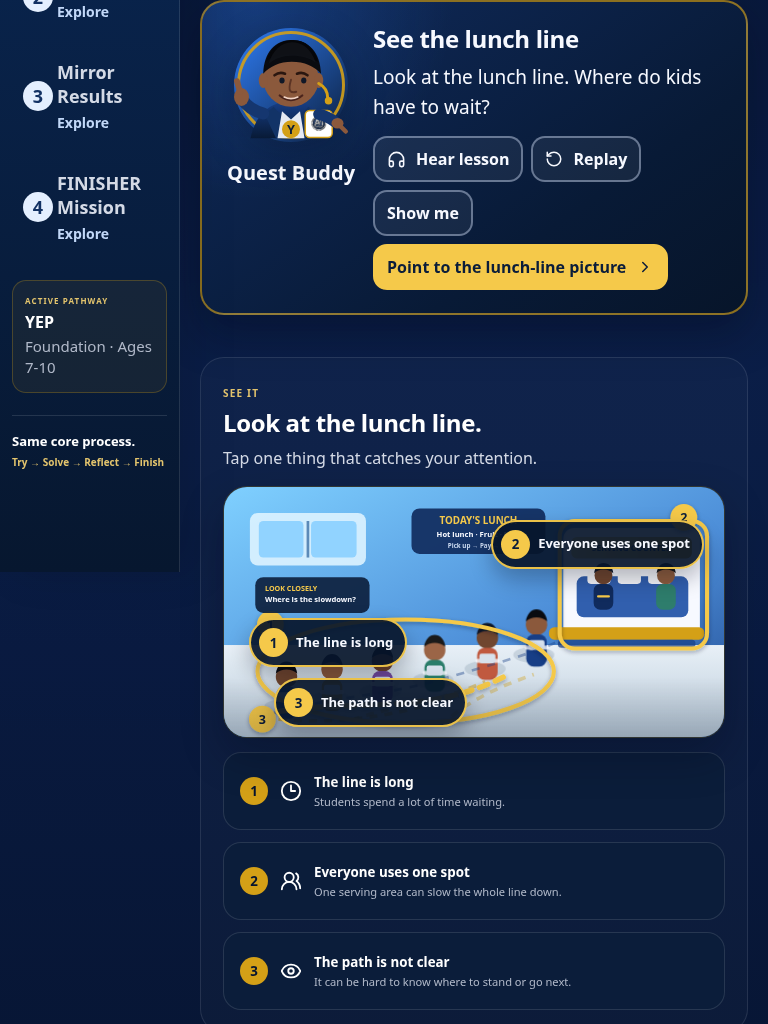 2
Explore
3
Mirror
Results
Explore
4
FINISHER
Mission
Explore
ACTIVE PATHWAY
YEP
Foundation · Ages
7-10
Same core process.
Try → Solve → Reflect → Finish
Y
Quest Buddy
See the lunch line
Look at the lunch line. Where do kids
have to wait?
Hear lesson
Replay
Show me
Point to the lunch-line picture
SEE IT
Look at the lunch line.
Tap one thing that catches your attention.
TODAY'S LUNCH
Hot lunch ·
Pick up
2
2 Everyone uses one spot
LOOK CLOSELY
Where is the slowdown?
1 The line is long
3 The path is not clear
3
1
The line is long
Students spend a lot of time waiting.
2
Everyone uses one spot
One serving area can slow the whole line down.
3
The path is not clear
It can be hard to know where to stand or go next.